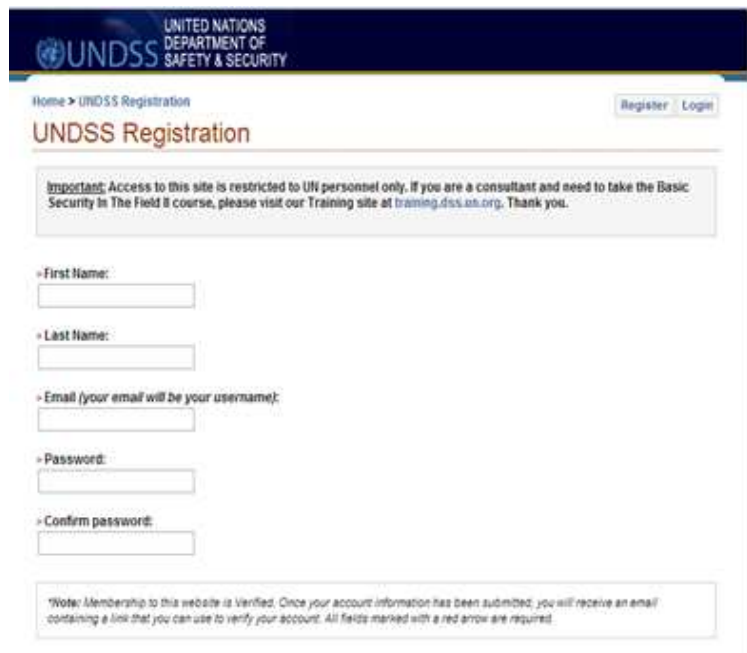 UNDSS
UNITED NATIONS
DEPARTMENT OF
SAFETY & SECURITY
Home > UNDSS Registration
Register Login
UNDSS Registration
Important: Access to this site is restricted to UN personnel only. If you are a consultant and need to take the Basic
Security In The Field II course, please visit our Training site at training.dss.un.org. Thank you.
»First Name:
»Last Name:
»Email (your email will be your username):
»Password:
»Confirm password:
*Note: Membership to this website is Verified. Once your account information has been submitted, you will receive an email
containing a link that you can use to verify your account. All fields marked with a red arrow are required.